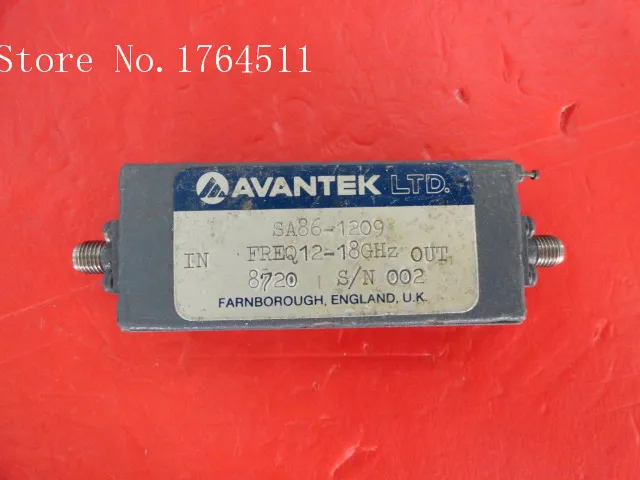 Store No.1764511
AVANTEK LTD.
SA86-1209
IN FREQ12-18GHz OUT
8720 S/N 002
FARNBOROUGH, ENGLAND, U.K.